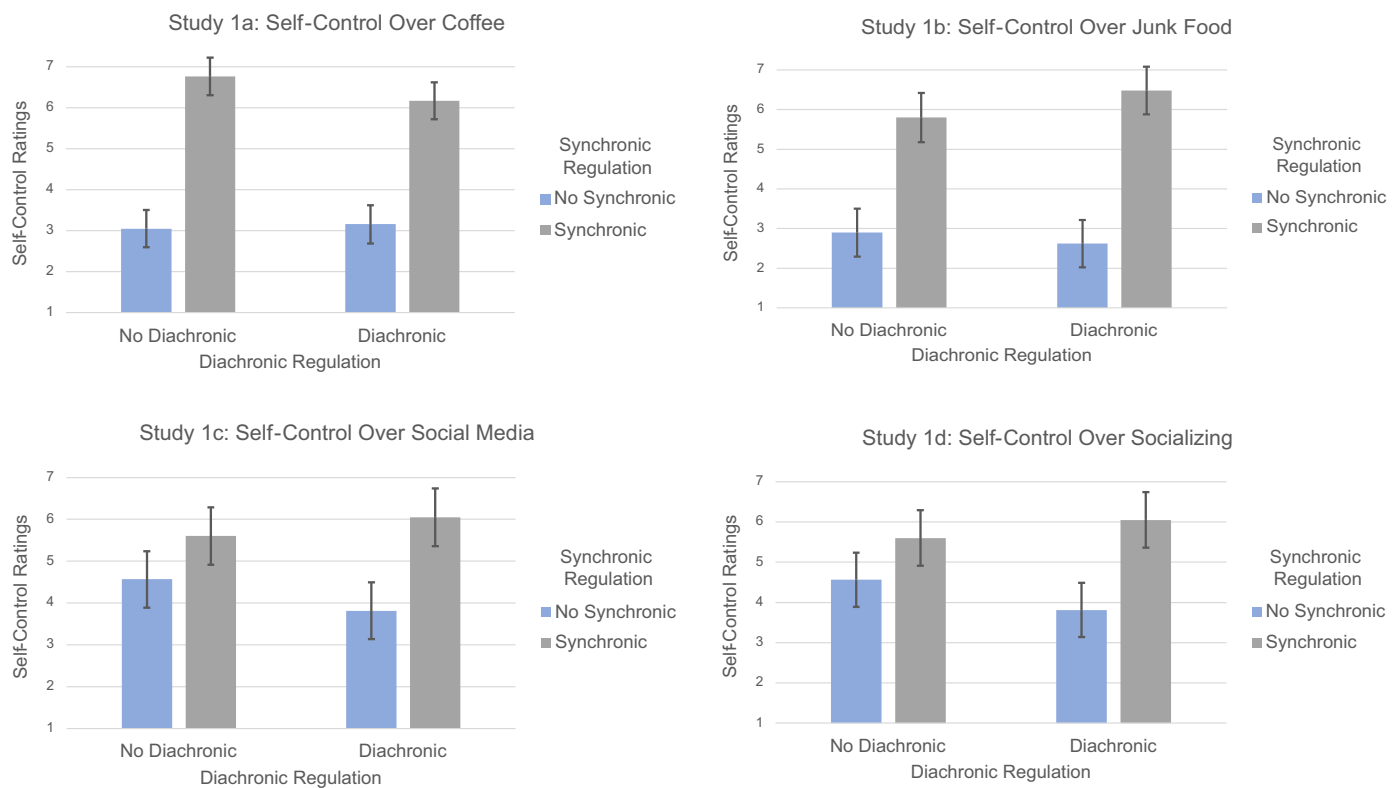 Study 1a: Self-Control Over Coffee
Self-Control Ratings
7
6
5
4
3
2
1
No Diachronic
Diachronic
Diachronic Regulation
Synchronic
Regulation
No Synchronic
Synchronic
Study 1b: Self-Control Over Junk Food
Self-Control Ratings
7
6
5
4
3
2
1
No Diachronic
Diachronic
Diachronic Regulation
Synchronic
Regulation
No Synchronic
Synchronic
Study 1c: Self-Control Over Social Media
Self-Control Ratings
7
6
5
4
3
2
1
No Diachronic
Diachronic
Diachronic Regulation
Synchronic
Regulation
No Synchronic
Synchronic
Study 1d: Self-Control Over Socializing
Self-Control Ratings
7
6
5
4
3
2
1
No Diachronic
Diachronic
Diachronic Regulation
Synchronic
Regulation
No Synchronic
Synchronic